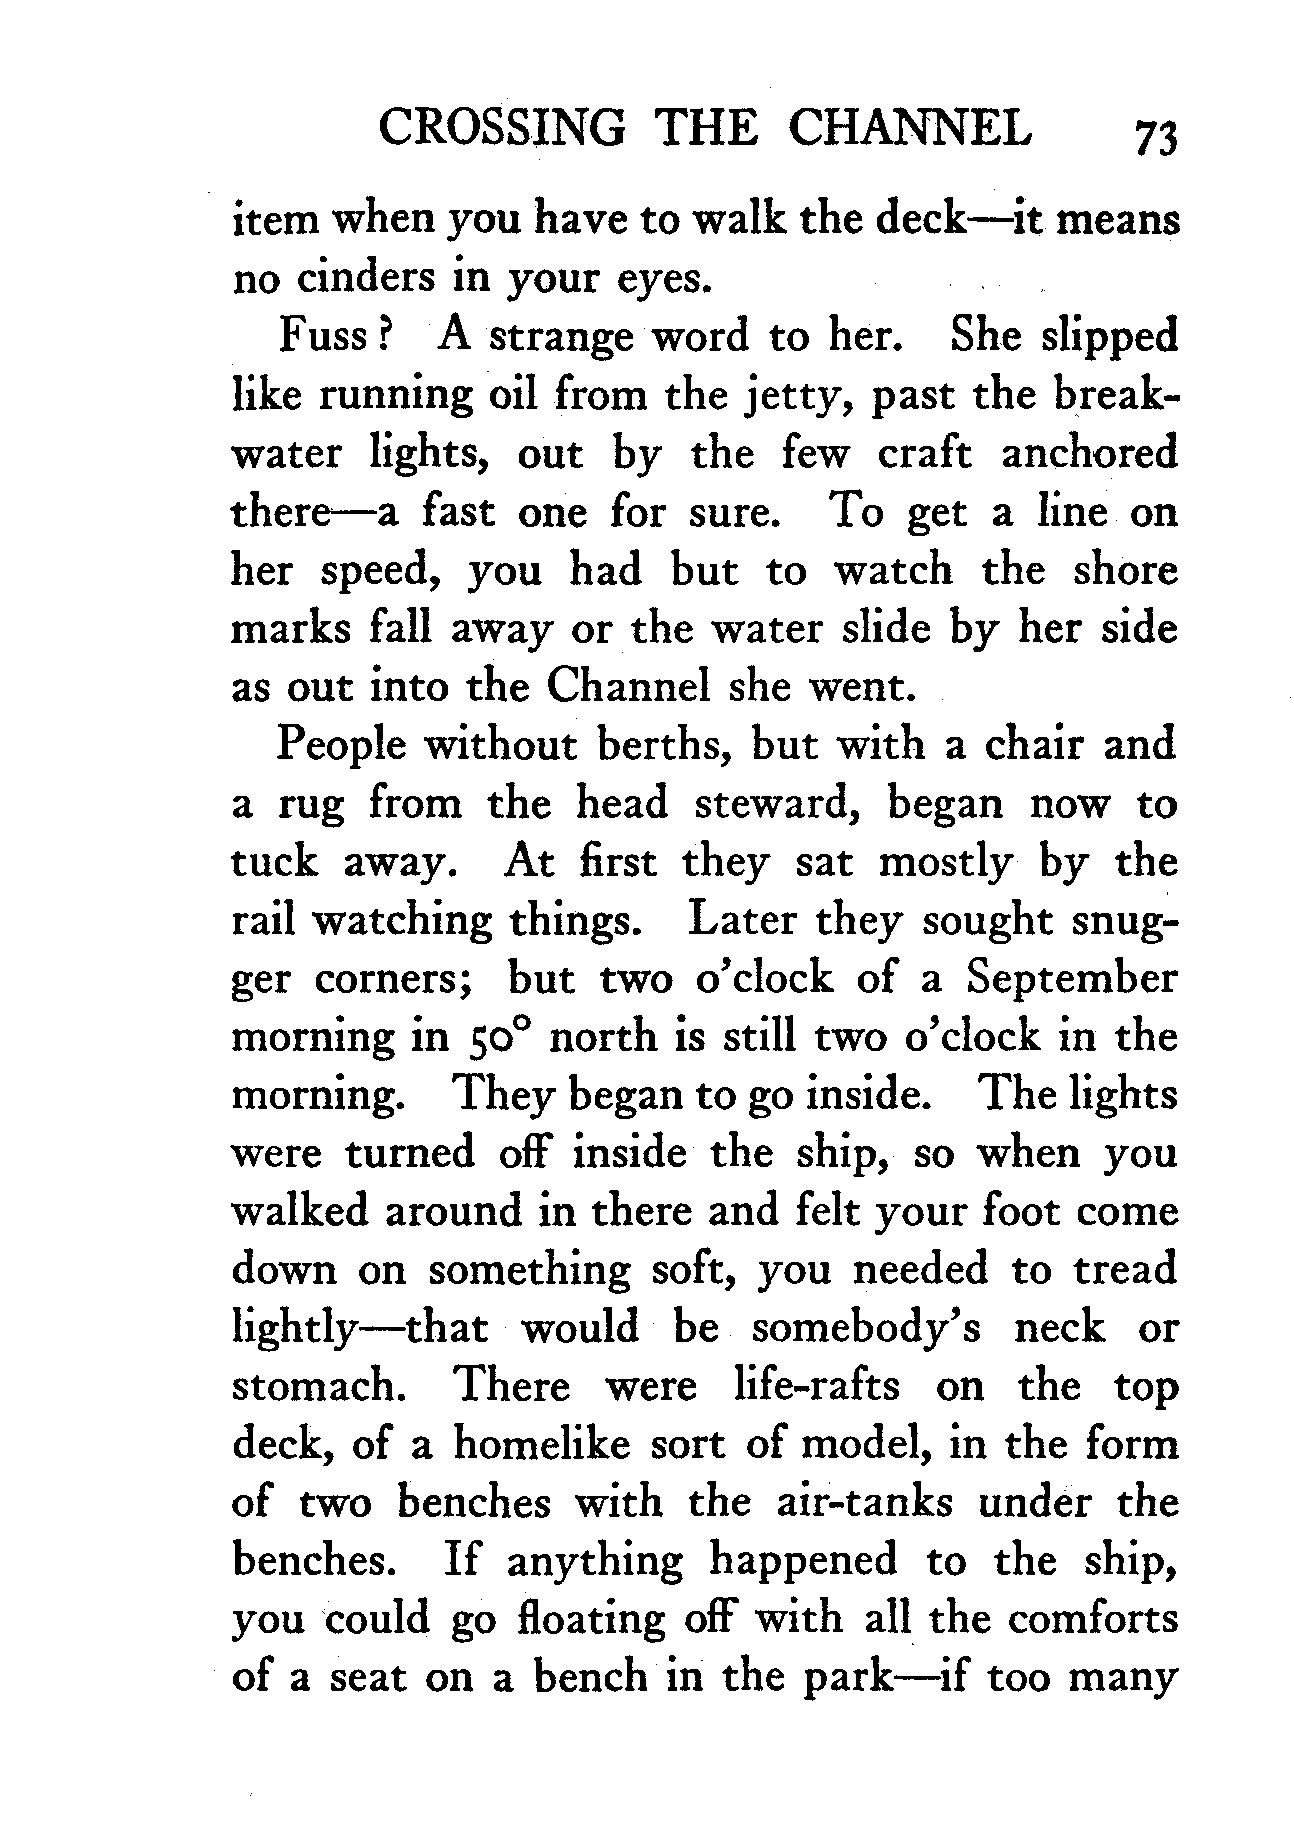 CROSSING THE CHANNEL 73
item when you have to walk the deck—it means
no cinders in your eyes.
Fuss? A strange word to her. She slipped
like running oil from the jetty, past the break-
water lights, out by the few craft anchored
there—a fast one for sure. To get a line on
her speed, you had but to watch the shore
marks fall away or the water slide by her side
as out into the Channel she went.
People without berths, but with a chair and
a rug from the head steward, began now to
tuck away. At first they sat mostly by the
rail watching things. Later they sought snug-
ger corners; but two o'clock of a September
morning in 50° north is still two o'clock in the
morning. They began to go inside. The lights
were turned off inside the ship, so when you
walked around in there and felt your foot come
down on something soft, you needed to tread
lightly—that would be somebody's neck or
stomach. There were life-rafts on the top
deck, of a homelike sort of model, in the form
of two benches with the air-tanks under the
benches. If anything happened to the ship,
you could go floating off with all the comforts
of a seat on a bench in the park—if too many